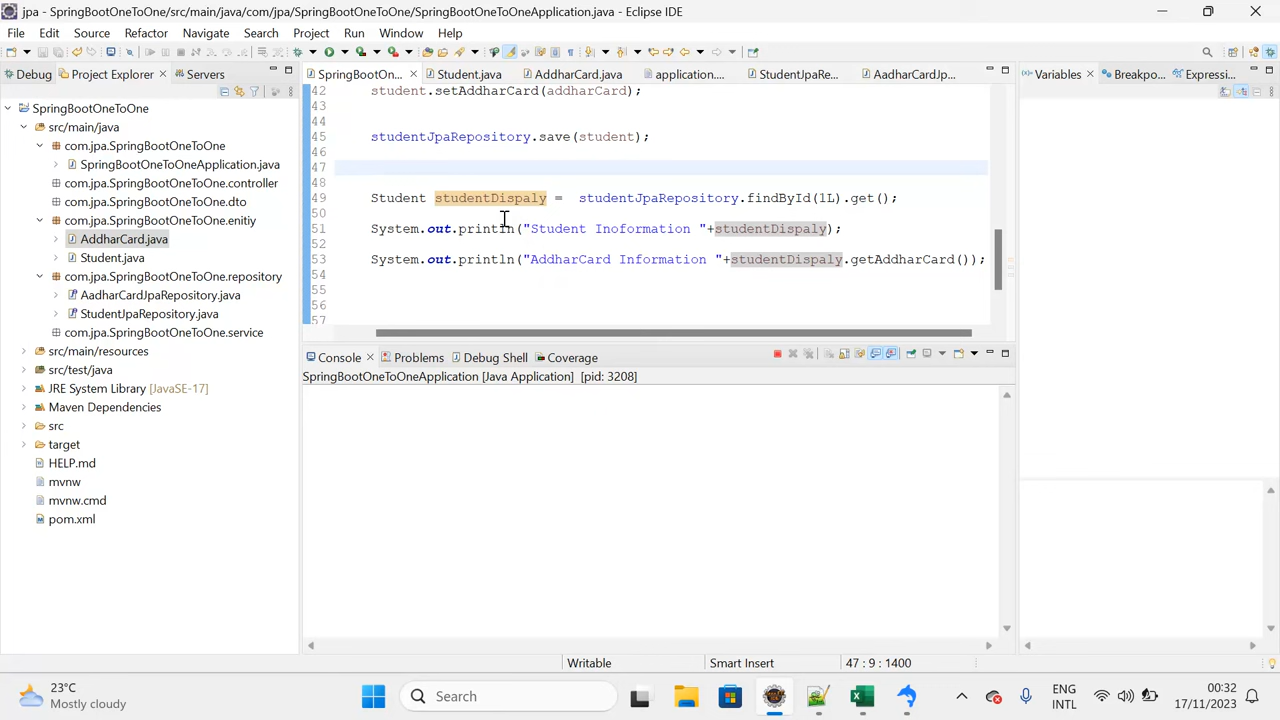 jpa - SpringBootOneToOne/src/main/java/com/jpa/SpringBootOneToOne/SpringBootOneToOneApplication.java - Eclipse IDE
File Edit Source Refactor Navigate Search Project Run Window Help
Debug Project Explorer Servers
SpringBootOn... Student.java AddharCard.java application.... StudentJpaRe... AadharCardJp...
Variables Breakpo... Expressi...
SpringBootOneToOne
src/main/java
com.jpa.SpringBootOneToOne
SpringBootOneToOneApplication.java
com.jpa.SpringBootOneToOne.controller
com.jpa.SpringBootOneToOne.dto
com.jpa.SpringBootOneToOne.enitiy
AddharCard.java
Student.java
com.jpa.SpringBootOneToOne.repository
AadharCardJpaRepository.java
StudentJpaRepository.java
com.jpa.SpringBootOneToOne.service
src/main/resources
src/test/java
JRE System Library [JavaSE-17]
Maven Dependencies
src
target
HELP.md
mvnw
mvnw.cmd
pom.xml
42 student.setAddharCard(addharCard);
43
44
45 studentJpaRepository.save(student);
46
47
48
49 Student studentDispaly = studentJpaRepository.findById(1L).get();
50
51 System.out.println("Student Inoformation "+studentDispaly);
52
53 System.out.println("AddharCard Information "+studentDispaly.getAddharCard());
54
55
56
57
Console Problems Debug Shell Coverage
SpringBootOneToOneApplication [Java Application] [pid: 3208]
Writable Smart Insert 47 : 9 : 1400
23°C
Mostly cloudy
Search
ENG
INTL
00:32
17/11/2023